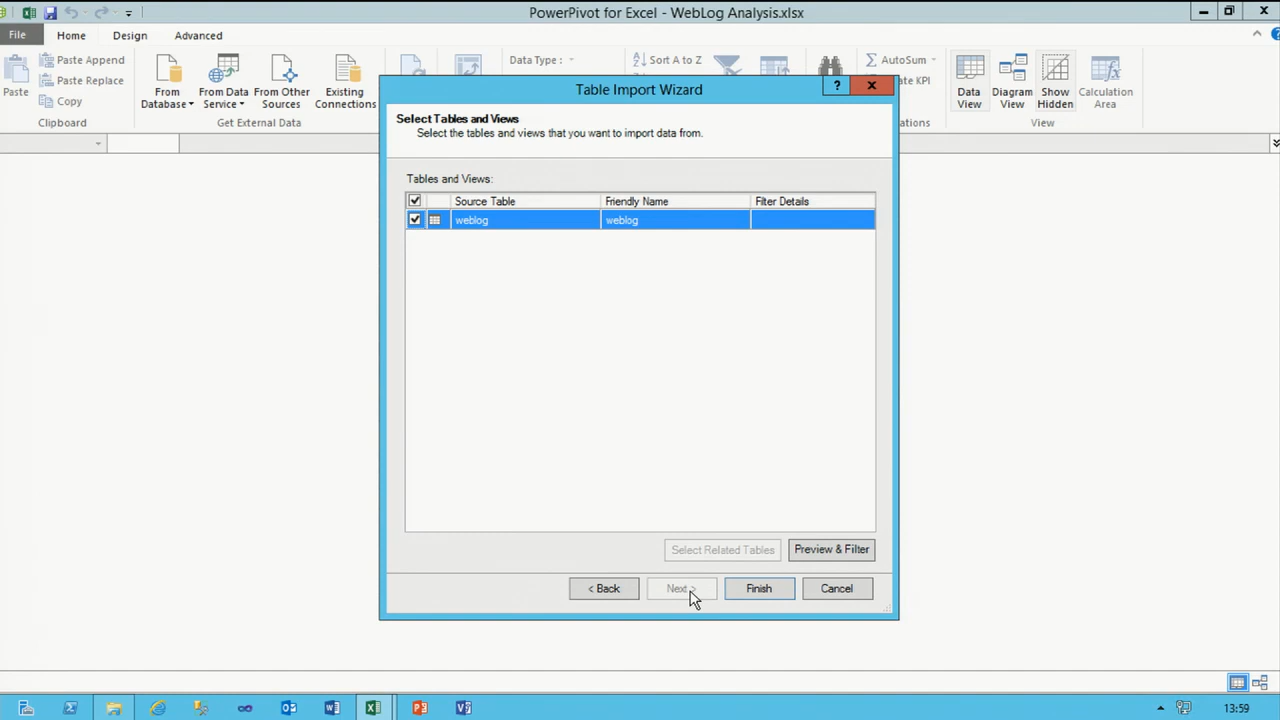 PowerPivot for Excel - WebLog Analysis.xlsx
File Home Design Advanced
Paste
Paste Append
Paste Replace
Copy
Clipboard
From Database
From Data Service
From Other Sources
Existing Connections
Get External Data
Data Type :
Sort A to Z
AutoSum
Data View
Diagram View
Show Hidden
Calculation Area
View
Table Import Wizard
?
Select Tables and Views
Select the tables and views that you want to import data from.
Tables and Views:
Source Table Friendly Name Filter Details
weblog weblog
Select Related Tables Preview & Filter
< Back Next > Finish Cancel
13:59